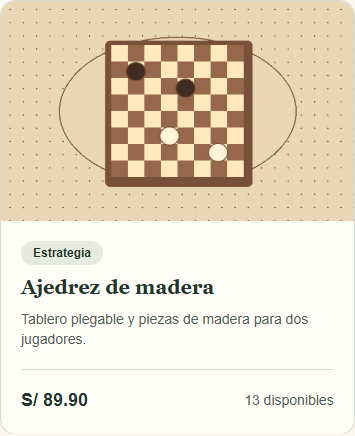 Estrategia
Ajedrez de madera
Tablero plegable y piezas de madera para dos
jugadores.
S/ 89.90
13 disponibles